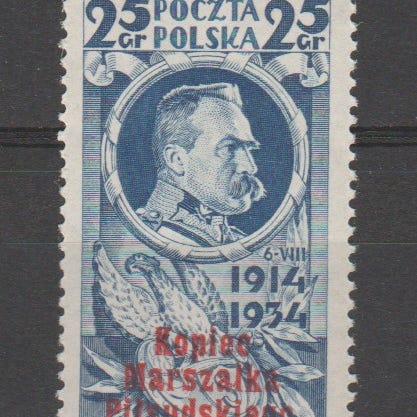 25 POCZTA 25
Gr POLSKA Gr
6-VIII
1914
1934
Kopiec
Marszałka
Piłsudskiego